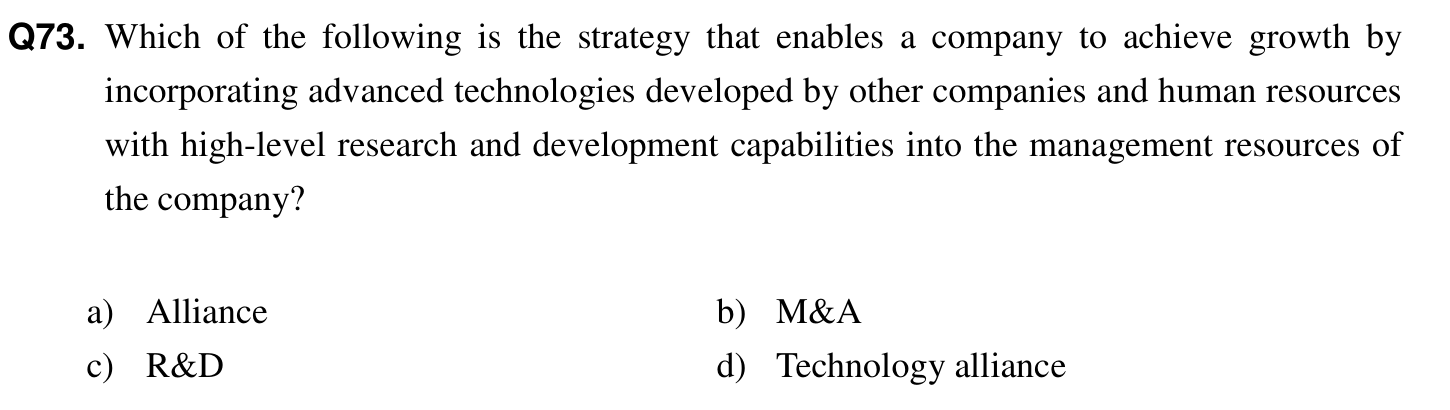 Q73. Which of the following is the strategy that enables a company to achieve growth by
incorporating advanced technologies developed by other companies and human resources
with high-level research and development capabilities into the management resources of
the company?
a) Alliance b) M&A
c) R&D d) Technology alliance